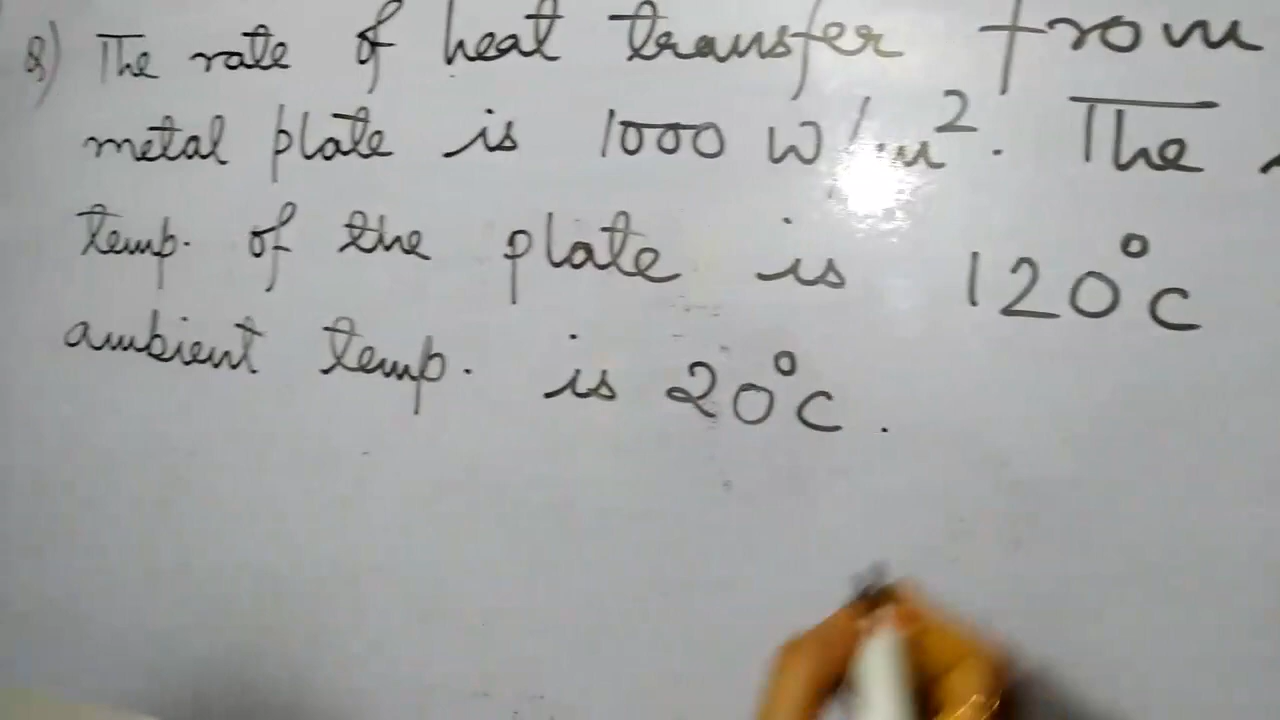 Q) The rate of heat transfer from
metal plate is 1000 W/m². The
temp. of the plate is 120°C
ambient temp. is 20°C.